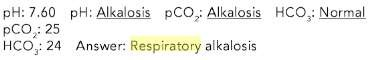 pH: 7.60 pH: Alkalosis pCO₂: Alkalosis HCO₃: Normal
pCO₂: 25
HCO₃: 24 Answer: Respiratory alkalosis